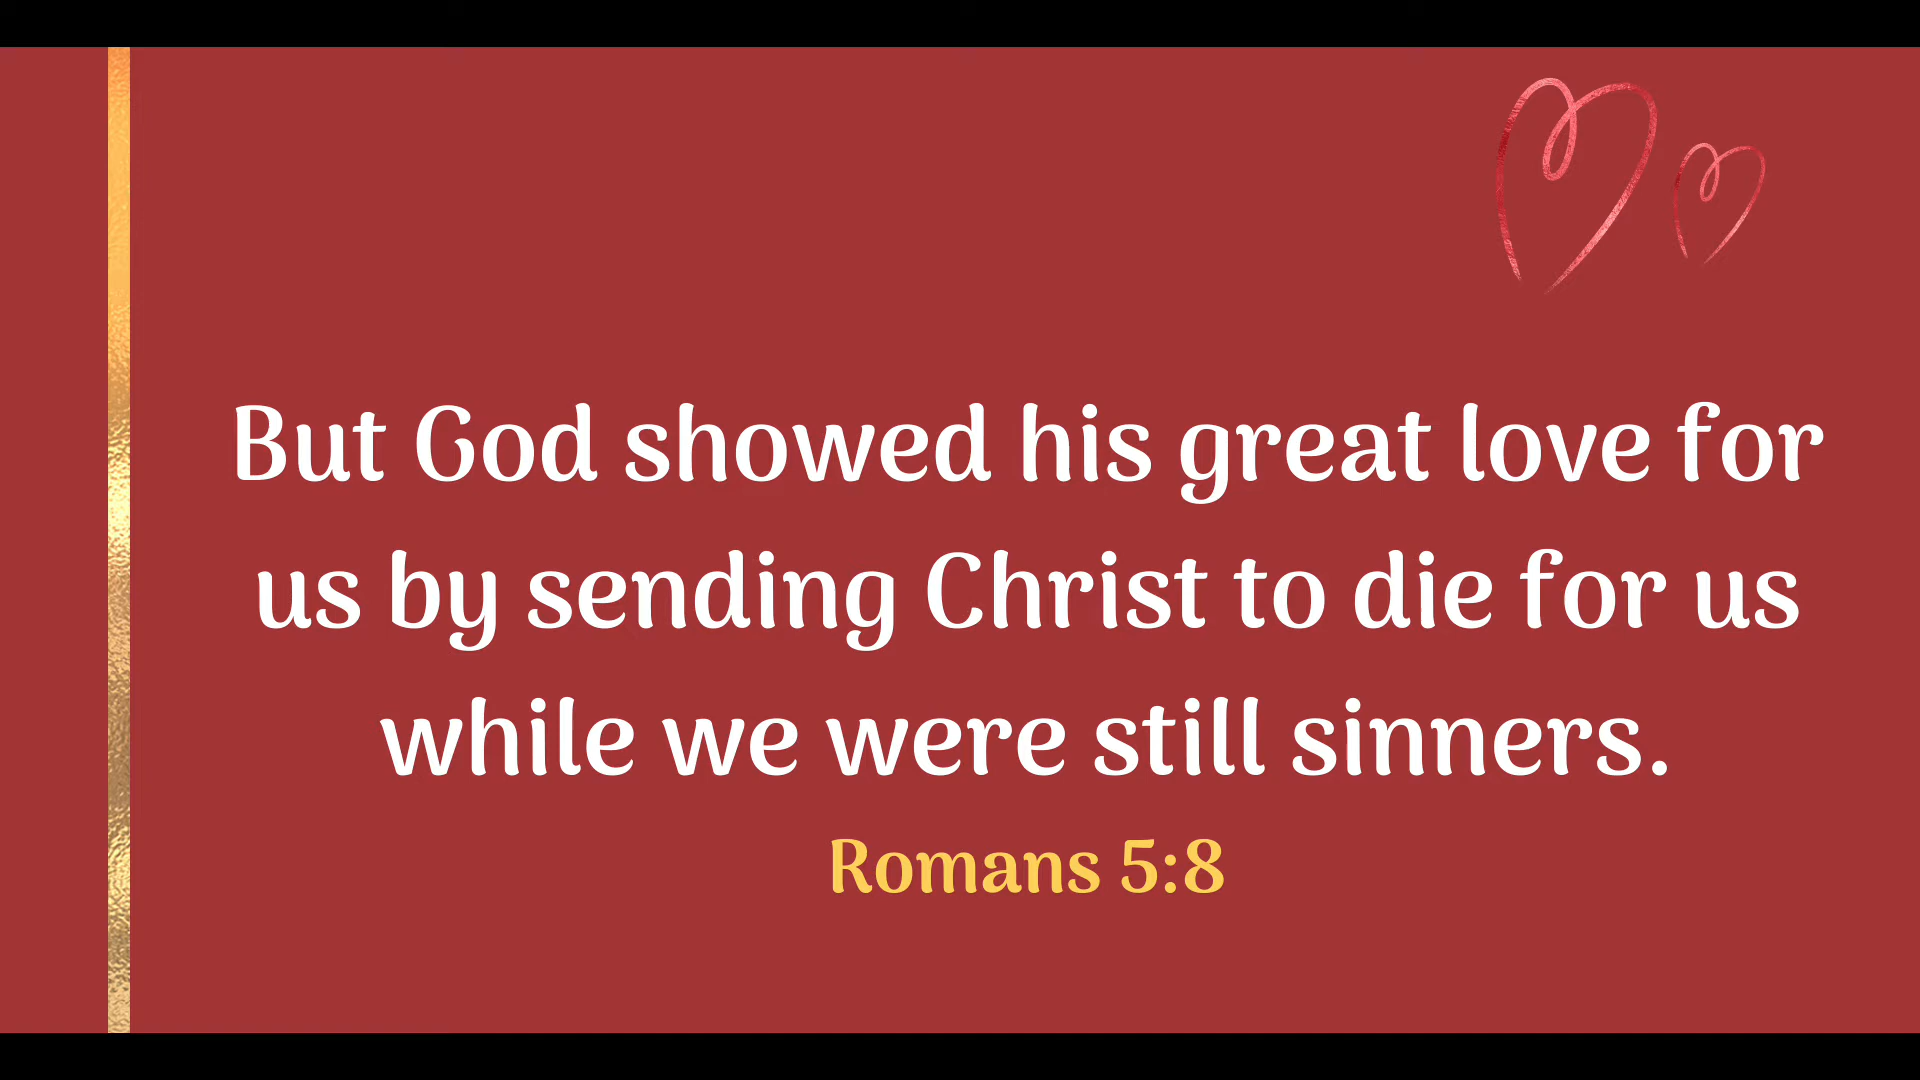 But God showed his great love for
us by sending Christ to die for us
while we were still sinners.
Romans 5:8